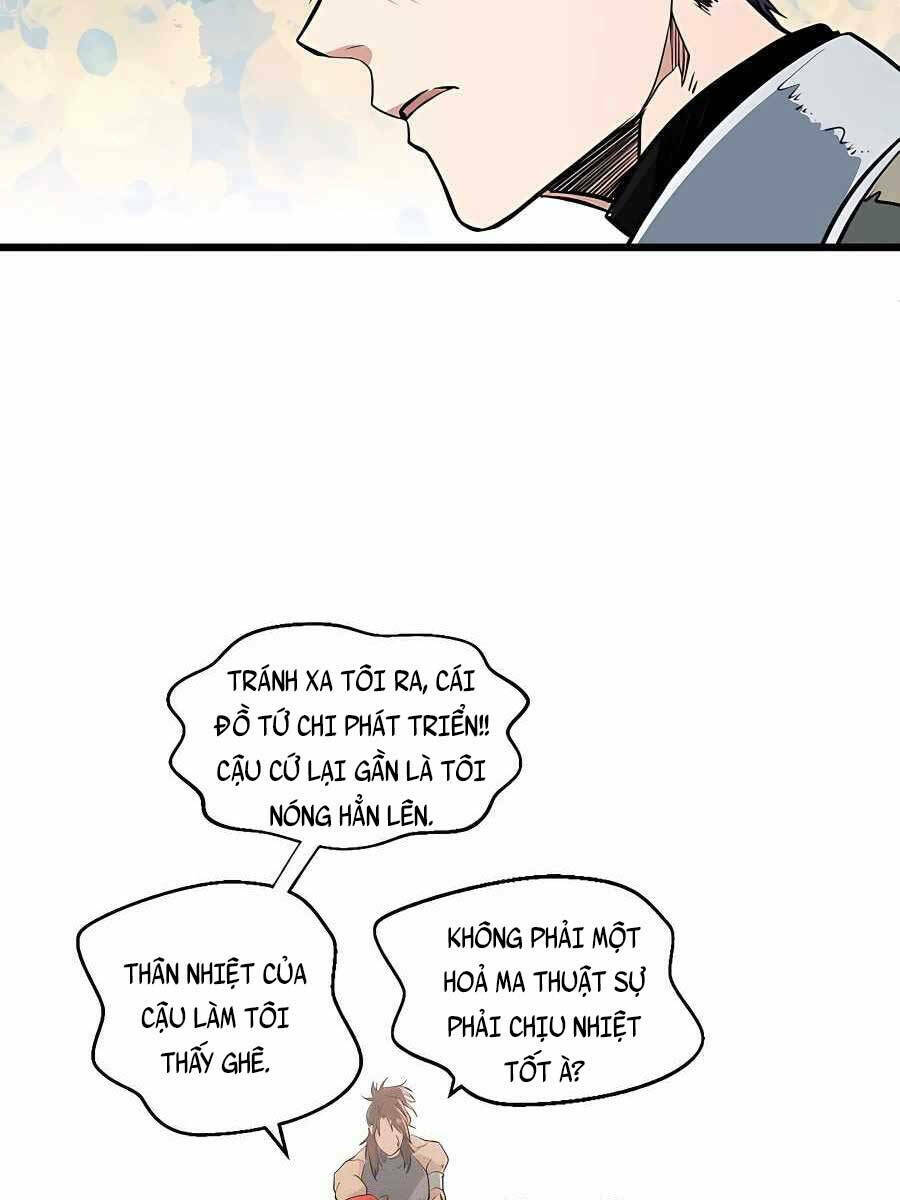 TRÁNH XA TÔI RA, CÁI
ĐỒ TỨ CHI PHÁT TRIỂN!!
CẬU CỨ LẠI GẦN LÀ TÔI
NÓNG HẲN LÊN.
THÂN NHIỆT CỦA
CẬU LÀM TÔI
THẤY GHÊ.
KHÔNG PHẢI MỘT
HOẢ MA THUẬT SỰ
PHẢI CHỊU NHIỆT
TỐT À?